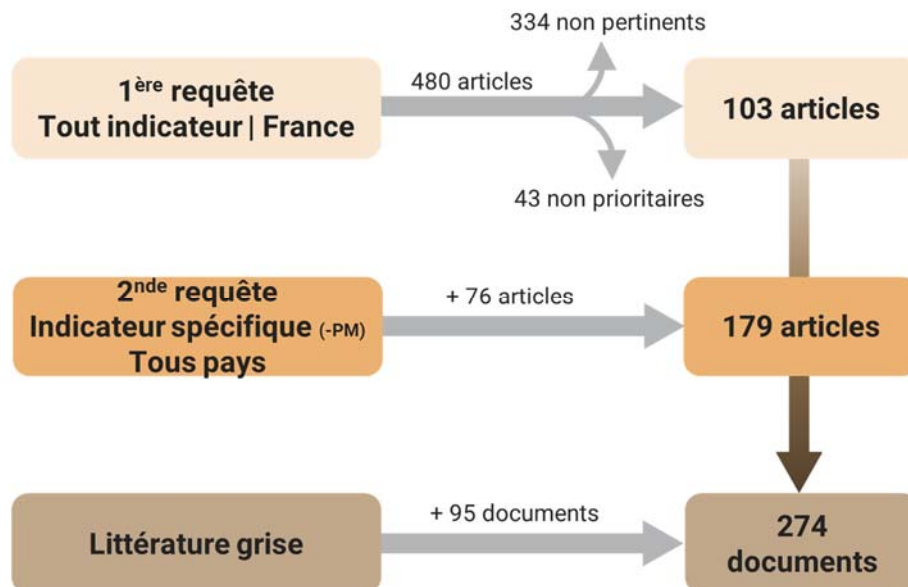 334 non pertinents
1ère requête
Tout indicateur | France
480 articles
103 articles
43 non prioritaires
2nde requête
Indicateur spécifique (-PM)
Tous pays
+ 76 articles
179 articles
Littérature grise
+ 95 documents
274
documents